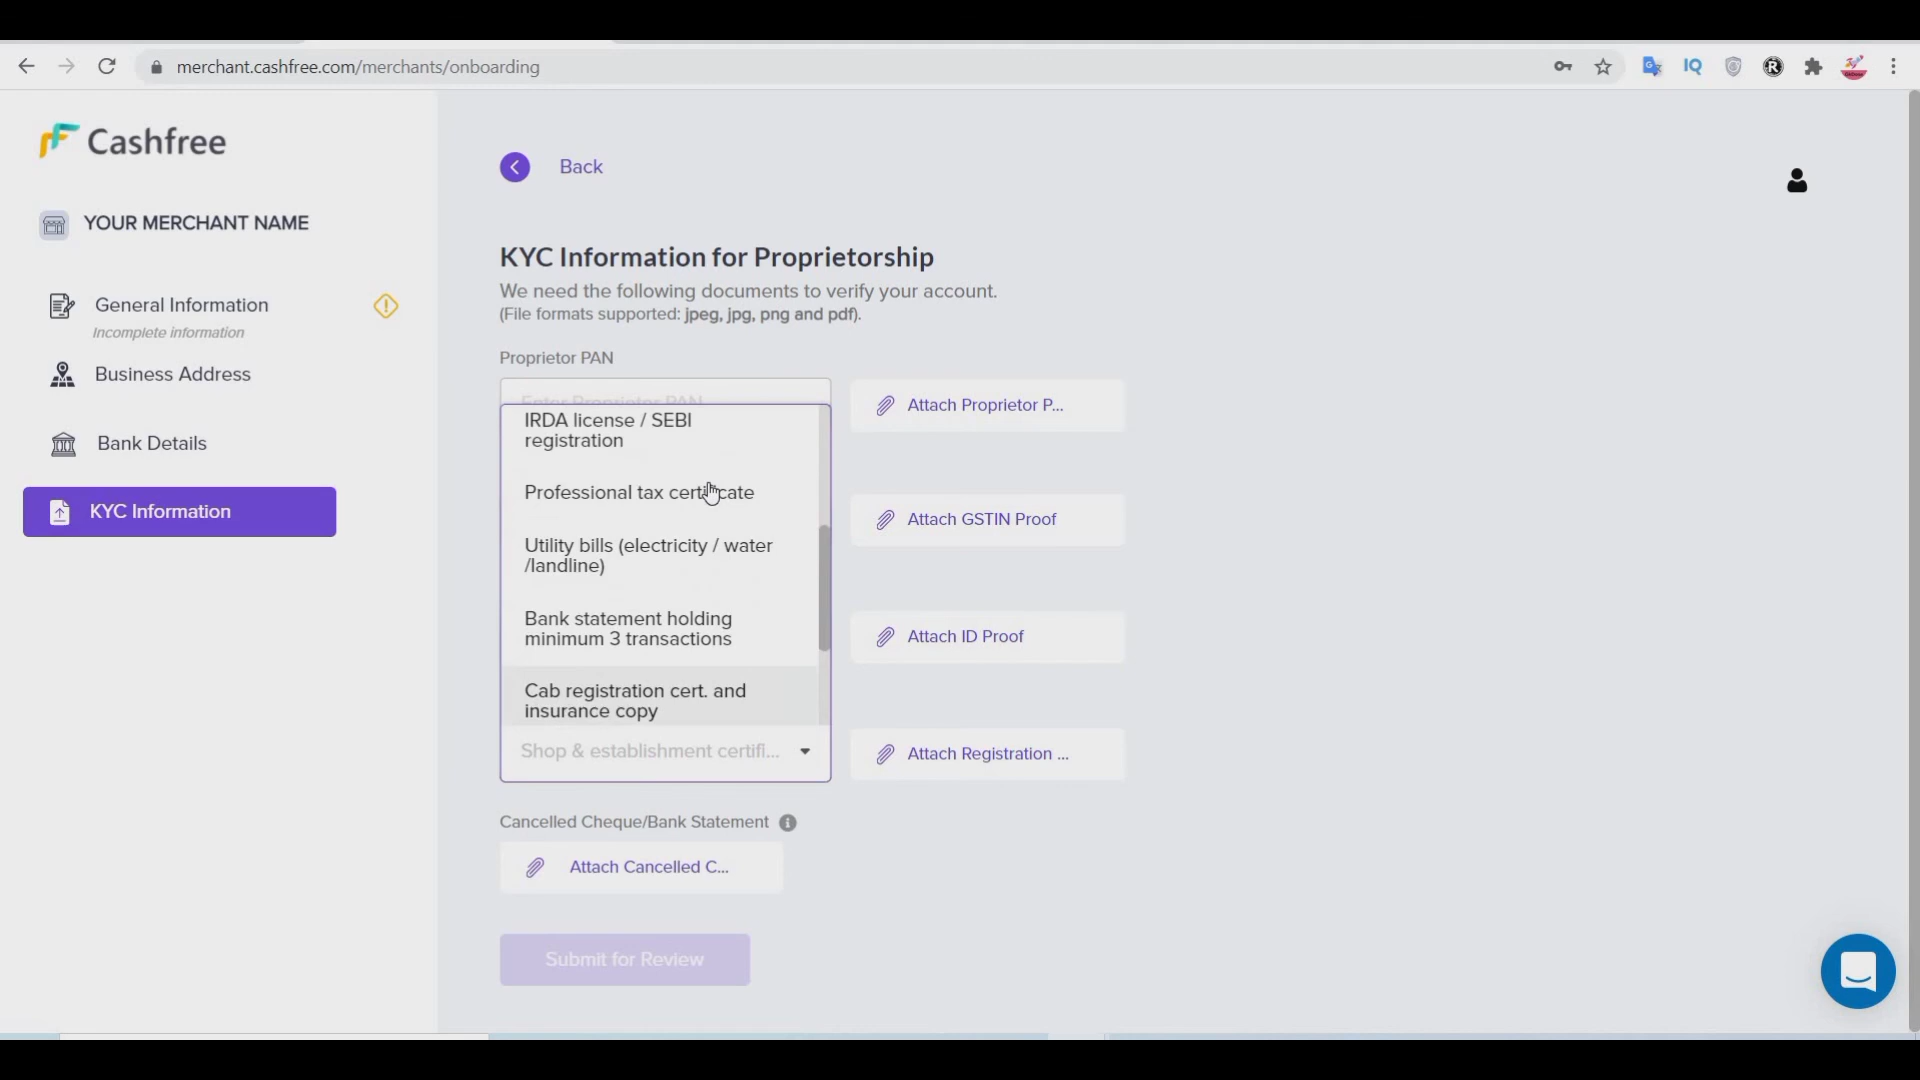 merchant.cashfree.com/merchants/onboarding
IQ
Cashfree
YOUR MERCHANT NAME
General Information
Incomplete information
Business Address
Bank Details
KYC Information
Back
KYC Information for Proprietorship
We need the following documents to verify your account.
(File formats supported: jpeg, jpg, png and pdf).
Proprietor PAN
Enter Proprietor PAN
Attach Proprietor P...
IRDA license / SEBI
registration
Professional tax certificate
Attach GSTIN Proof
Utility bills (electricity / water
/landline)
Bank statement holding
minimum 3 transactions
Attach ID Proof
Cab registration cert. and
insurance copy
Shop & establishment certifi...
Attach Registration ...
Cancelled Cheque/Bank Statement
Attach Cancelled C...
Submit for Review